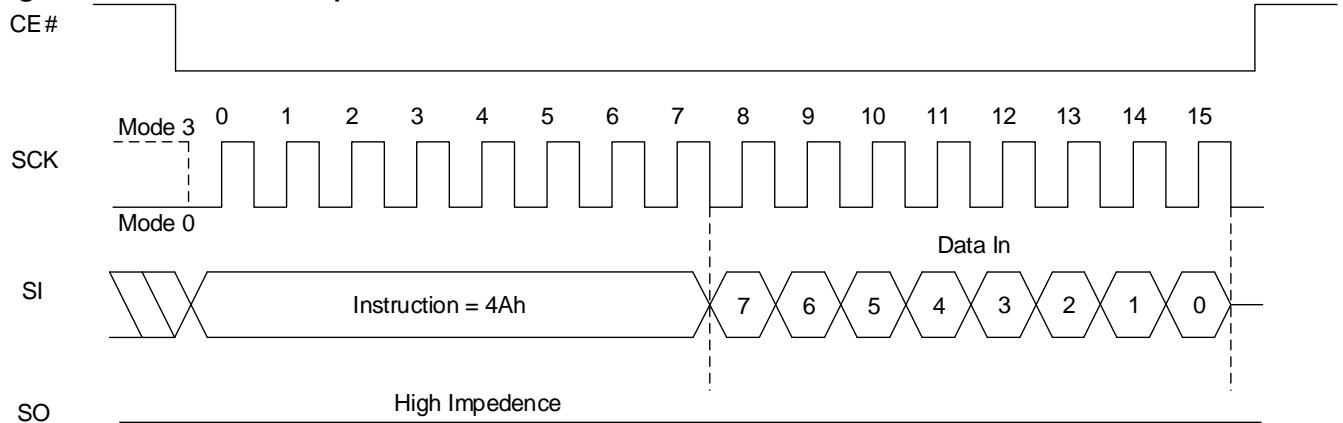 CE#
Mode 3
0 1 2 3 4 5 6 7 8 9 10 11 12 13 14 15
SCK
Mode 0
Data In
SI
Instruction = 4Ah
7 6 5 4 3 2 1 0
High Impedence
SO